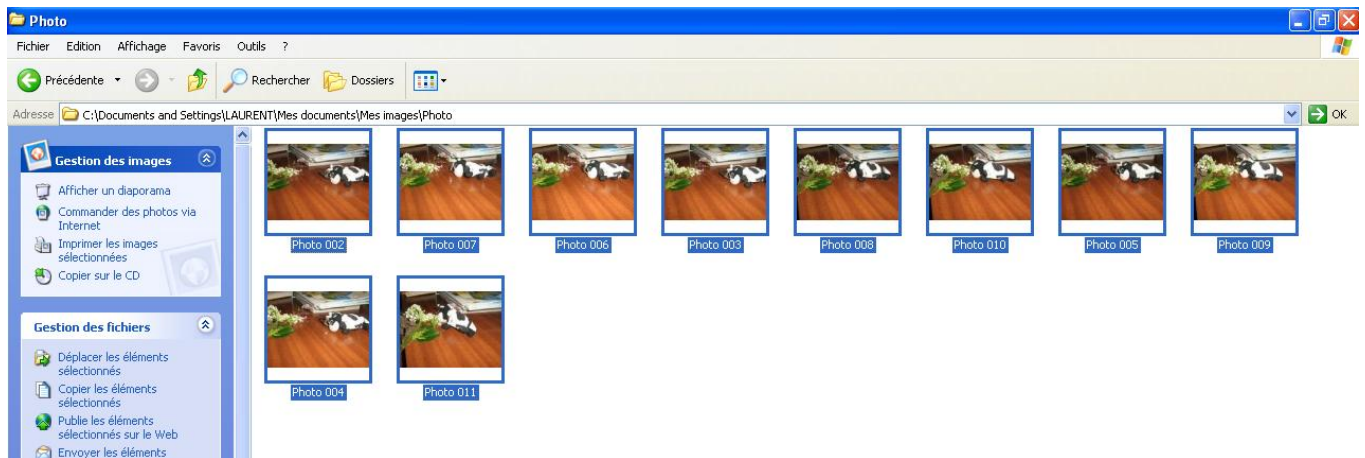 Photo
Fichier Edition Affichage Favoris Outils ?
Précédente Rechercher Dossiers
Adresse C:\Documents and Settings\LAURENT\Mes documents\Mes images\Photo OK
Gestion des images
Afficher un diaporama
Commander des photos via
Internet
Imprimer les images
sélectionnées
Copier sur le CD
Gestion des fichiers
Déplacer les éléments
sélectionnés
Copier les éléments
sélectionnés
Publie les éléments
sélectionnés sur le Web
Envoyer les éléments
Photo 002 Photo 007 Photo 006 Photo 003 Photo 008 Photo 010 Photo 005 Photo 009
Photo 004 Photo 011